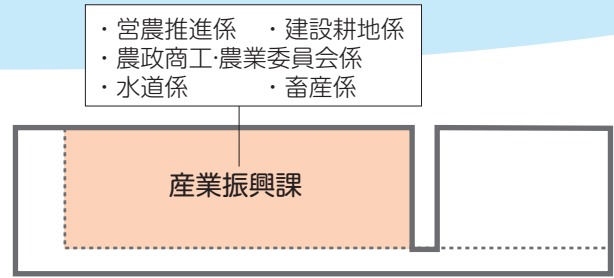 ・営農推進係　・建設耕地係
・農政商工・農業委員会係
・水道係　・畜産係
産業振興課